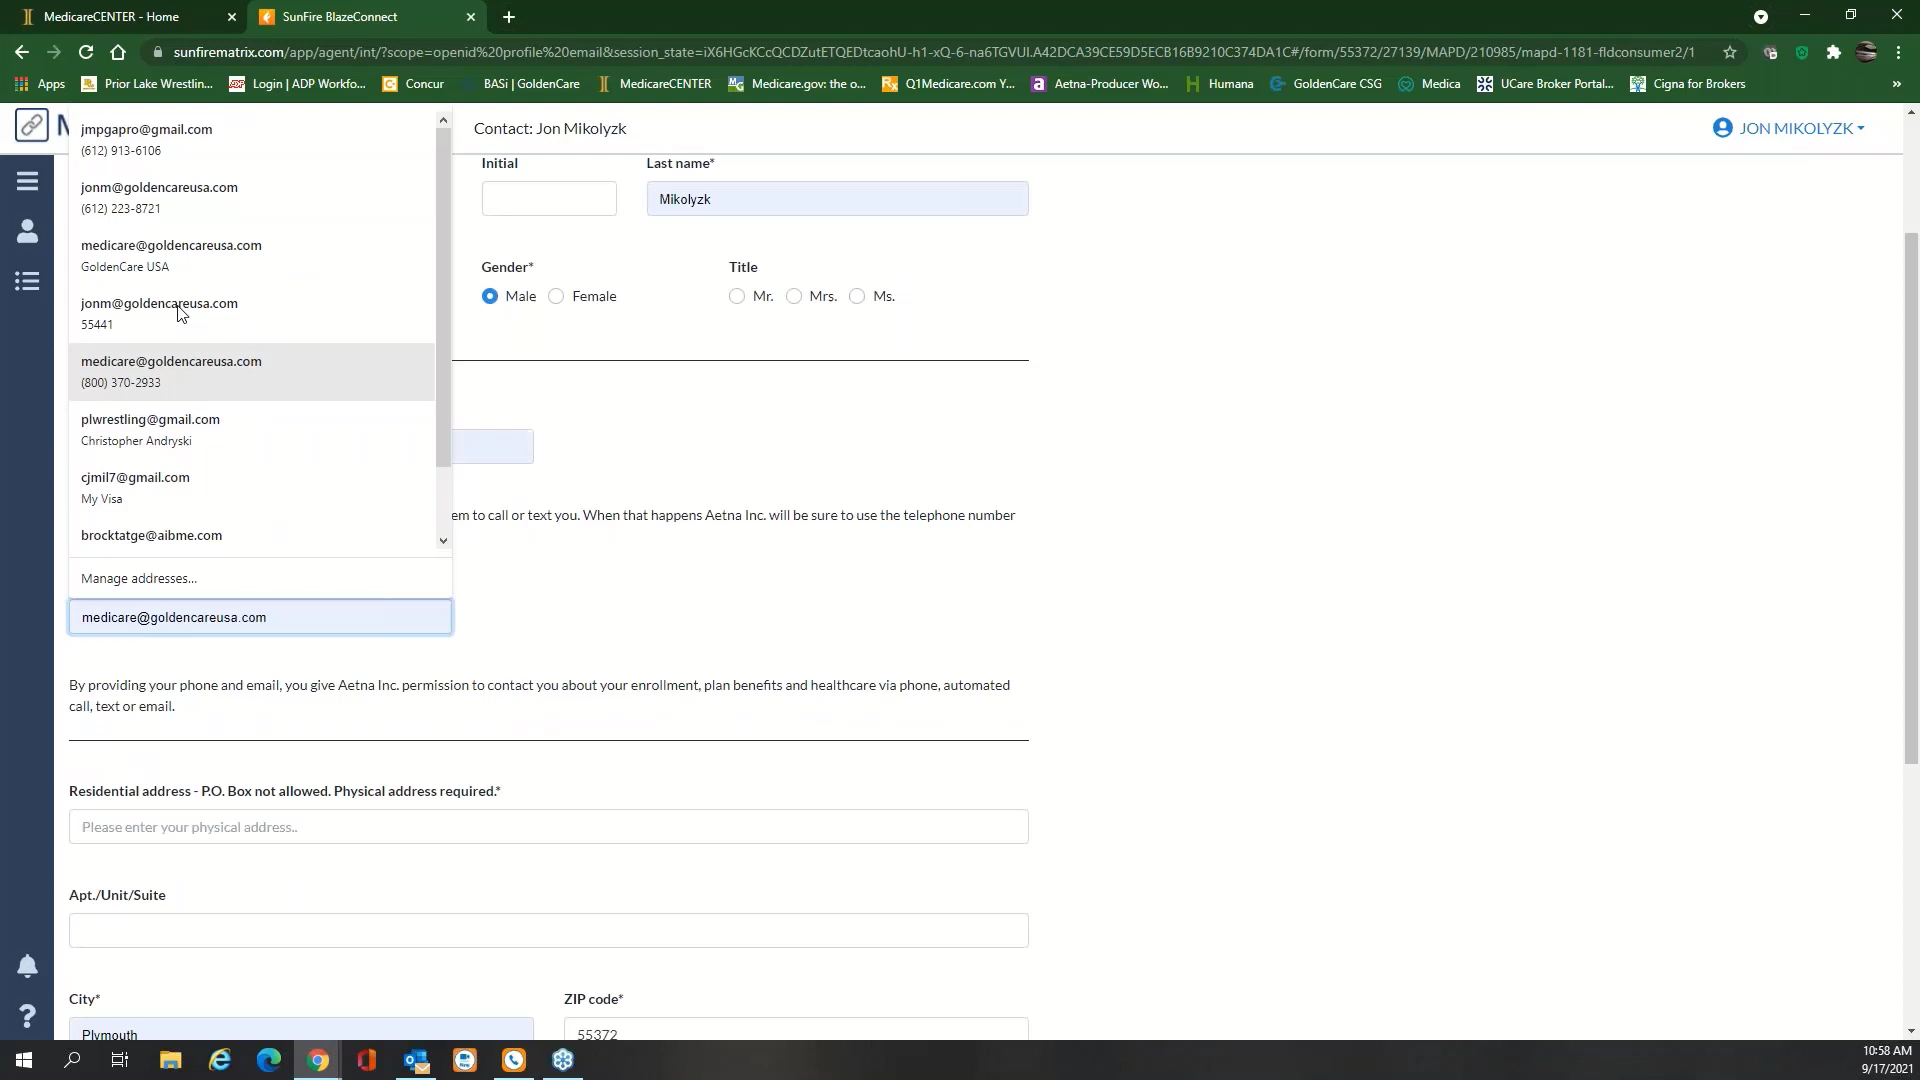 MedicareCENTER - Home
SunFire BlazeConnect
sunfirematrix.com/app/agent/int/?scope=openid%20profile%20email&session_state=iX6HGcKCcQCDZutETQEDtcaohU-h1-xQ-6-na6TGVUI.A42DCA39CE59D5ECB16B9210C374DA1C#/form/55372/27139/MAPD/210985/mapd-1181-fldconsumer2/1
Apps
Prior Lake Wrestlin...
Login | ADP Workfo...
Concur
BASi | GoldenCare
MedicareCENTER
Medicare.gov: the o...
Q1Medicare.com Y...
Aetna-Producer Wo...
Humana
GoldenCare CSG
Medica
UCare Broker Portal...
Cigna for Brokers
»
Contact: Jon Mikolyzk
JON MIKOLYZK
jmpgapro@gmail.com
(612) 913-6106
jonm@goldencareusa.com
(612) 223-8721
medicare@goldencareusa.com
GoldenCare USA
jonm@goldencareusa.com
55441
medicare@goldencareusa.com
(800) 370-2933
plwrestling@gmail.com
Christopher Andryski
cjmil7@gmail.com
My Visa
brocktatge@aibme.com
Manage addresses...
medicare@goldencareusa.com
Initial
Last name*
Mikolyzk
Gender*
Title
Male
Female
Mr.
Mrs.
Ms.
em to call or text you. When that happens Aetna Inc. will be sure to use the telephone number
By providing your phone and email, you give Aetna Inc. permission to contact you about your enrollment, plan benefits and healthcare via phone, automated
call, text or email.
Residential address - P.O. Box not allowed. Physical address required.*
Please enter your physical address..
Apt./Unit/Suite
City*
ZIP code*
Plymouth
55372
10:58 AM
9/17/2021